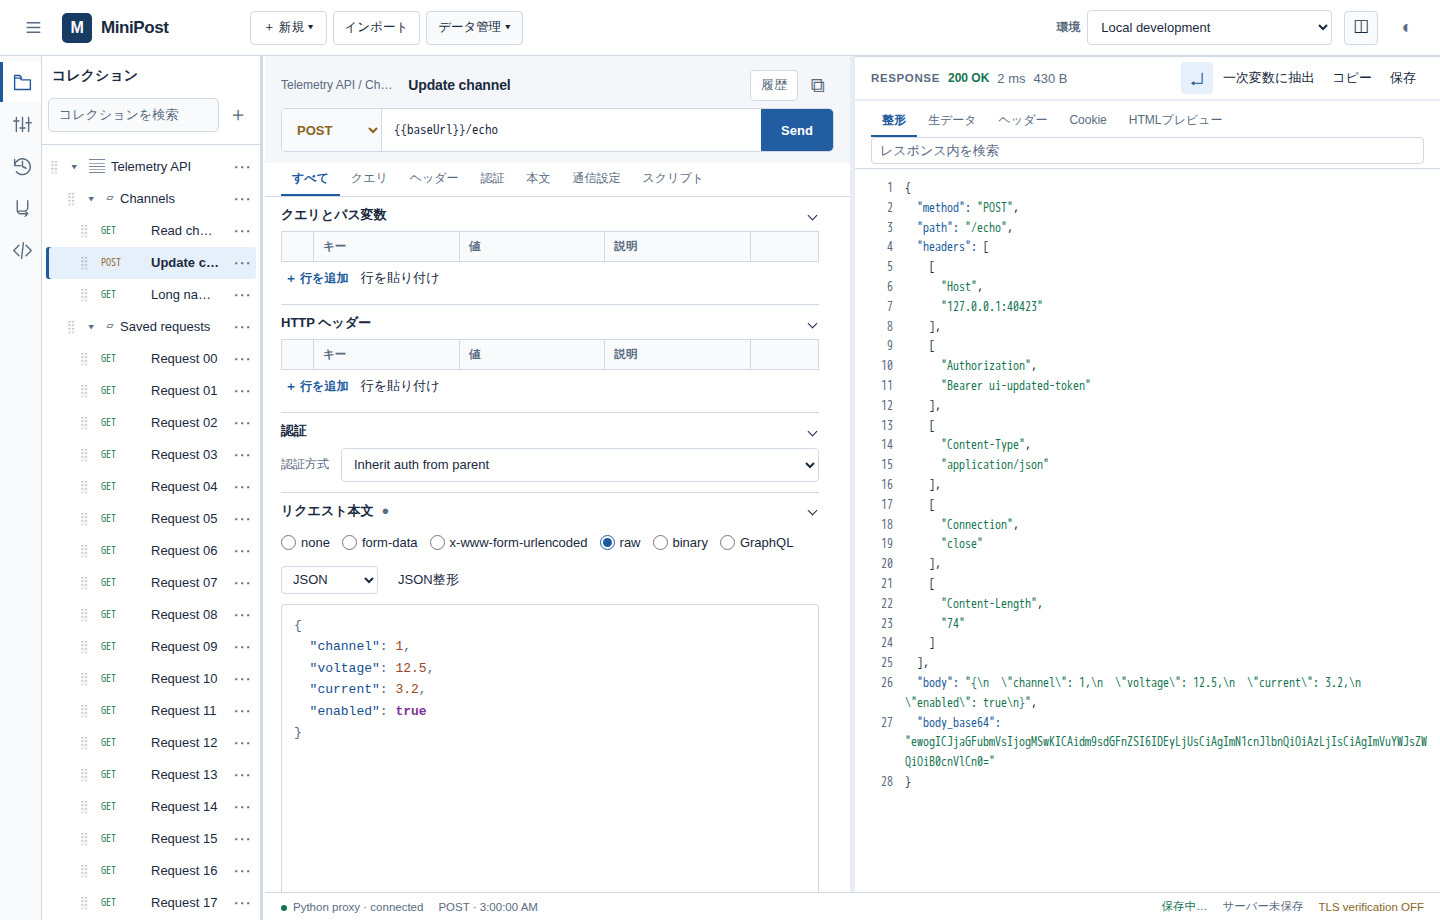 M MiniPost ＋ 新規 ▾ インポート データ管理 ▾ 環境 Local development
コレクション
コレクションを検索 ＋
Telemetry API
Channels
GET Read ch…
POST Update c…
GET Long na…
Saved requests
GET Request 00
GET Request 01
GET Request 02
GET Request 03
GET Request 04
GET Request 05
GET Request 06
GET Request 07
GET Request 08
GET Request 09
GET Request 10
GET Request 11
GET Request 12
GET Request 13
GET Request 14
GET Request 15
GET Request 16
GET Request 17
Telemetry API / Ch… Update channel 履歴
POST {{baseUrl}}/echo Send
すべて クエリ ヘッダー 認証 本文 通信設定 スクリプト
クエリとパス変数
キー 値 説明
+ 行を追加 行を貼り付け
HTTP ヘッダー
キー 値 説明
+ 行を追加 行を貼り付け
認証
認証方式 Inherit auth from parent
リクエスト本文 ●
none form-data x-www-form-urlencoded raw binary GraphQL
JSON JSON整形
{
"channel": 1,
"voltage": 12.5,
"current": 3.2,
"enabled": true
}
RESPONSE 200 OK 2 ms 430 B 一次変数に抽出 コピー 保存
整形 生データ ヘッダー Cookie HTMLプレビュー
レスポンス内を検索
1 {
2 "method": "POST",
3 "path": "/echo",
4 "headers": [
5 [
6 "Host",
7 "127.0.0.1:40423"
8 ],
9 [
10 "Authorization",
11 "Bearer ui-updated-token"
12 ],
13 [
14 "Content-Type",
15 "application/json"
16 ],
17 [
18 "Connection",
19 "close"
20 ],
21 [
22 "Content-Length",
23 "74"
24 ]
25 ],
26 "body": "{\n  \"channel\": 1,\n  \"voltage\": 12.5,\n  \"current\": 3.2,\n
\"enabled\": true\n}",
27 "body_base64":
"ewogICJjaGFubmVsIjogMSwKICAidm9sdGFnZSI6IDEyLjUsCiAgImN1cnJlbnQiOiAzLjIsCiAgImVuYWJsZW
QiOiB0cnVlCn0="
28 }
Python proxy · connected POST · 3:00:00 AM 保存中… サーバー未保存 TLS verification OFF